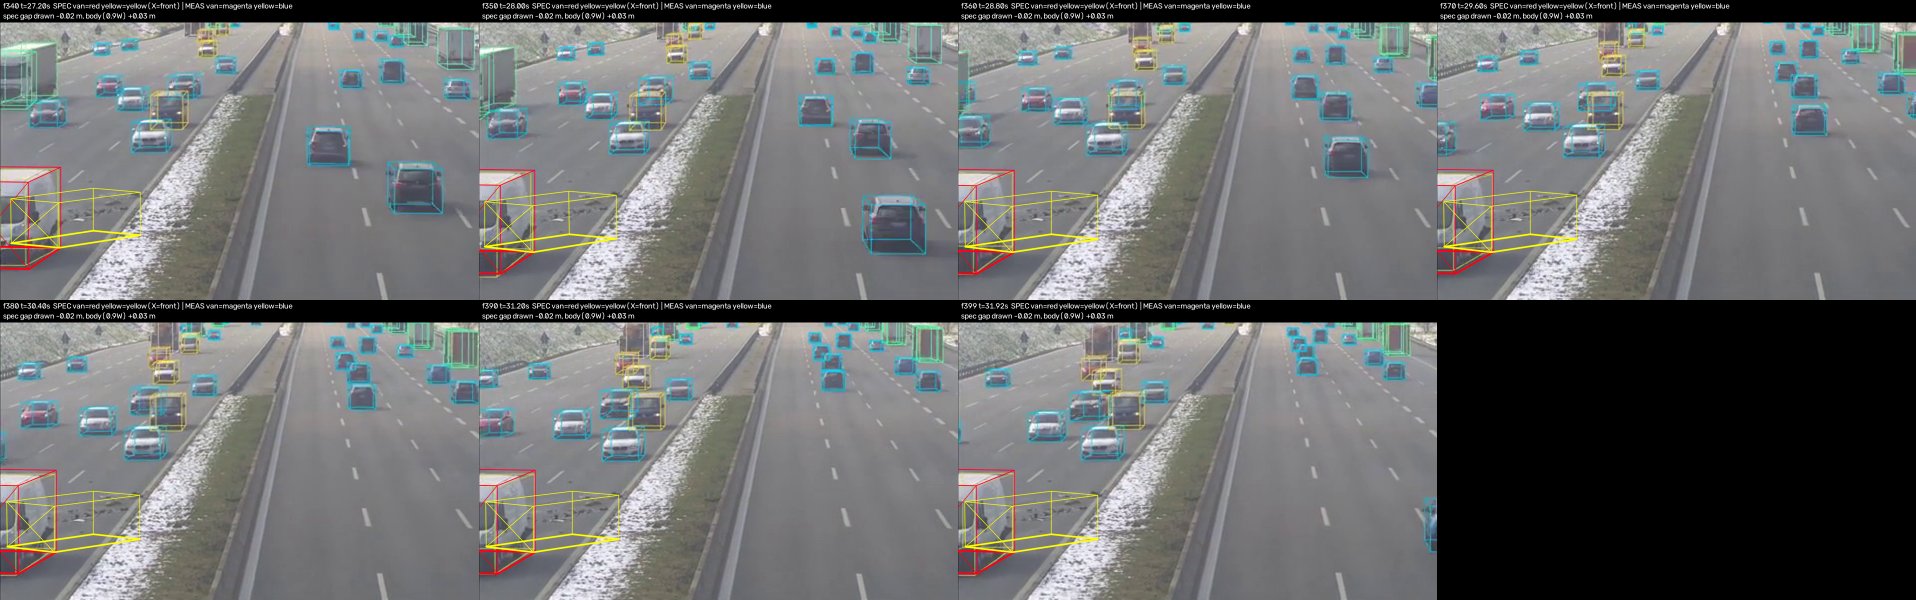 f340 t=27.20s SPEC van=red yellow=yellow (X=front) | MEAS van=magenta yellow=blue
spec gap drawn -0.02 m, body (0.9W) +0.03 m
f350 t=28.00s SPEC van=red yellow=yellow (X=front) | MEAS van=magenta yellow=blue
spec gap drawn -0.02 m, body (0.9W) +0.03 m
f360 t=28.80s SPEC van=red yellow=yellow (X=front) | MEAS van=magenta yellow=blue
spec gap drawn -0.02 m, body (0.9W) +0.03 m
f370 t=29.60s SPEC van=red yellow=yellow (X=front) | MEAS van=magenta yellow=blue
spec gap drawn -0.02 m, body (0.9W) +0.03 m
f380 t=30.40s SPEC van=red yellow=yellow (X=front) | MEAS van=magenta yellow=blue
spec gap drawn -0.02 m, body (0.9W) +0.03 m
f390 t=31.20s SPEC van=red yellow=yellow (X=front) | MEAS van=magenta yellow=blue
spec gap drawn -0.02 m, body (0.9W) +0.03 m
f399 t=31.92s SPEC van=red yellow=yellow (X=front) | MEAS van=magenta yellow=blue
spec gap drawn -0.02 m, body (0.9W) +0.03 m